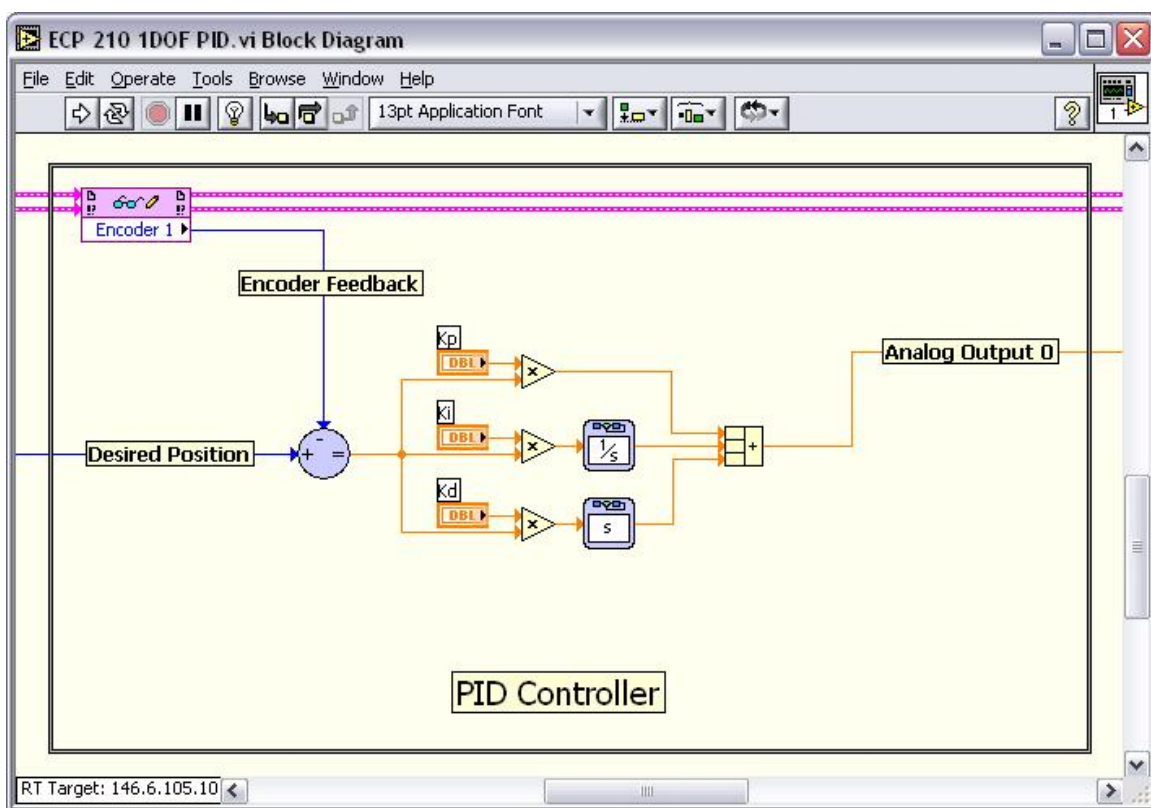 ECP 210 1DOF PID.vi Block Diagram
File Edit Operate Tools Browse Window Help
13pt Application Font
?
1
Encoder 1
Encoder Feedback
Kp
DBL
×
Analog Output 0
Ki
DBL
×
1/s
+
Desired Position
- + =
Kd
DBL
×
s
PID Controller
RT Target: 146.6.105.10